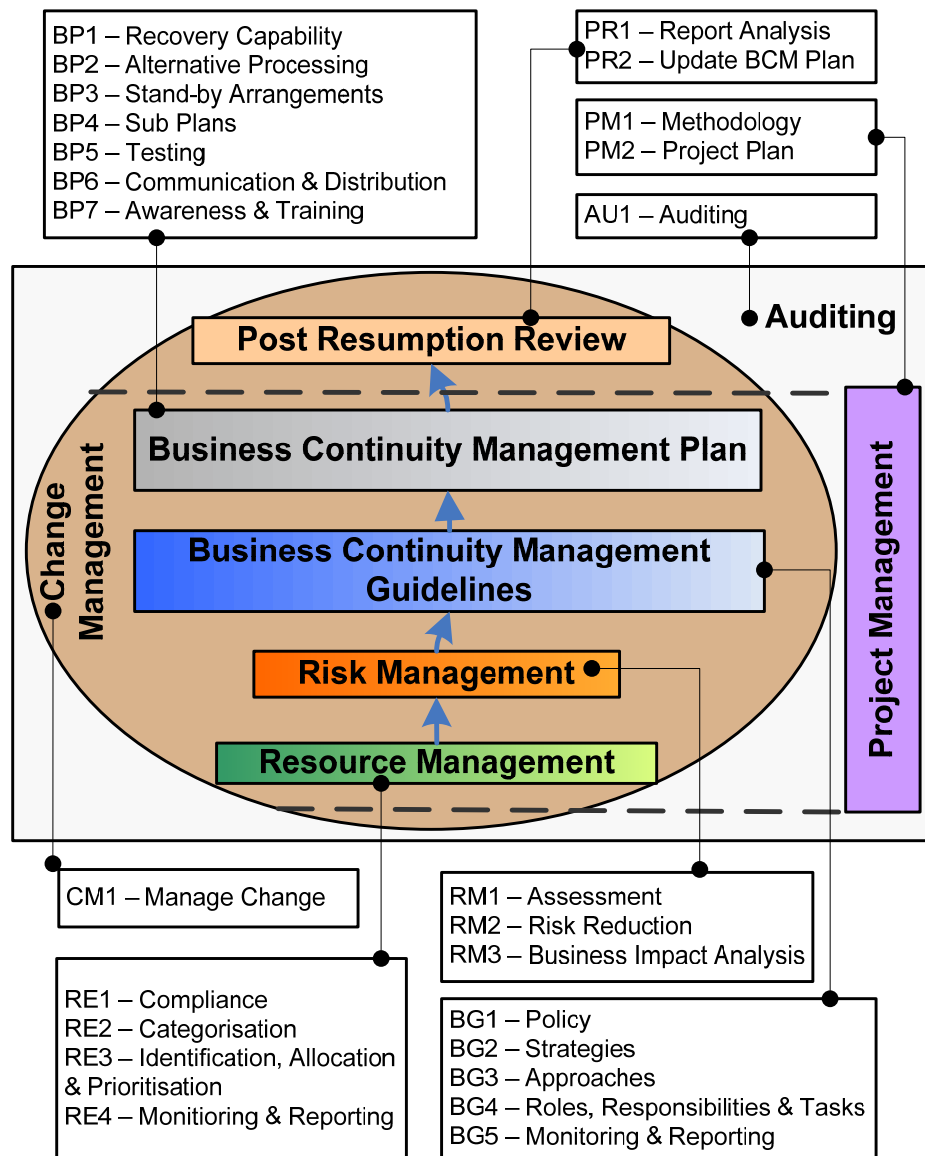 BP1 – Recovery Capability
BP2 – Alternative Processing
BP3 – Stand-by Arrangements
BP4 – Sub Plans
BP5 – Testing
BP6 – Communication & Distribution
BP7 – Awareness & Training
PR1 – Report Analysis
PR2 – Update BCM Plan
PM1 – Methodology
PM2 – Project Plan
AU1 – Auditing
Auditing
Post Resumption Review
Business Continuity Management Plan
Business Continuity Management
Guidelines
Risk Management
Resource Management
Change
Management
Project Management
CM1 – Manage Change
RE1 – Compliance
RE2 – Categorisation
RE3 – Identification, Allocation
& Prioritisation
RE4 – Monitoring & Reporting
RM1 – Assessment
RM2 – Risk Reduction
RM3 – Business Impact Analysis
BG1 – Policy
BG2 – Strategies
BG3 – Approaches
BG4 – Roles, Responsibilities & Tasks
BG5 – Monitoring & Reporting